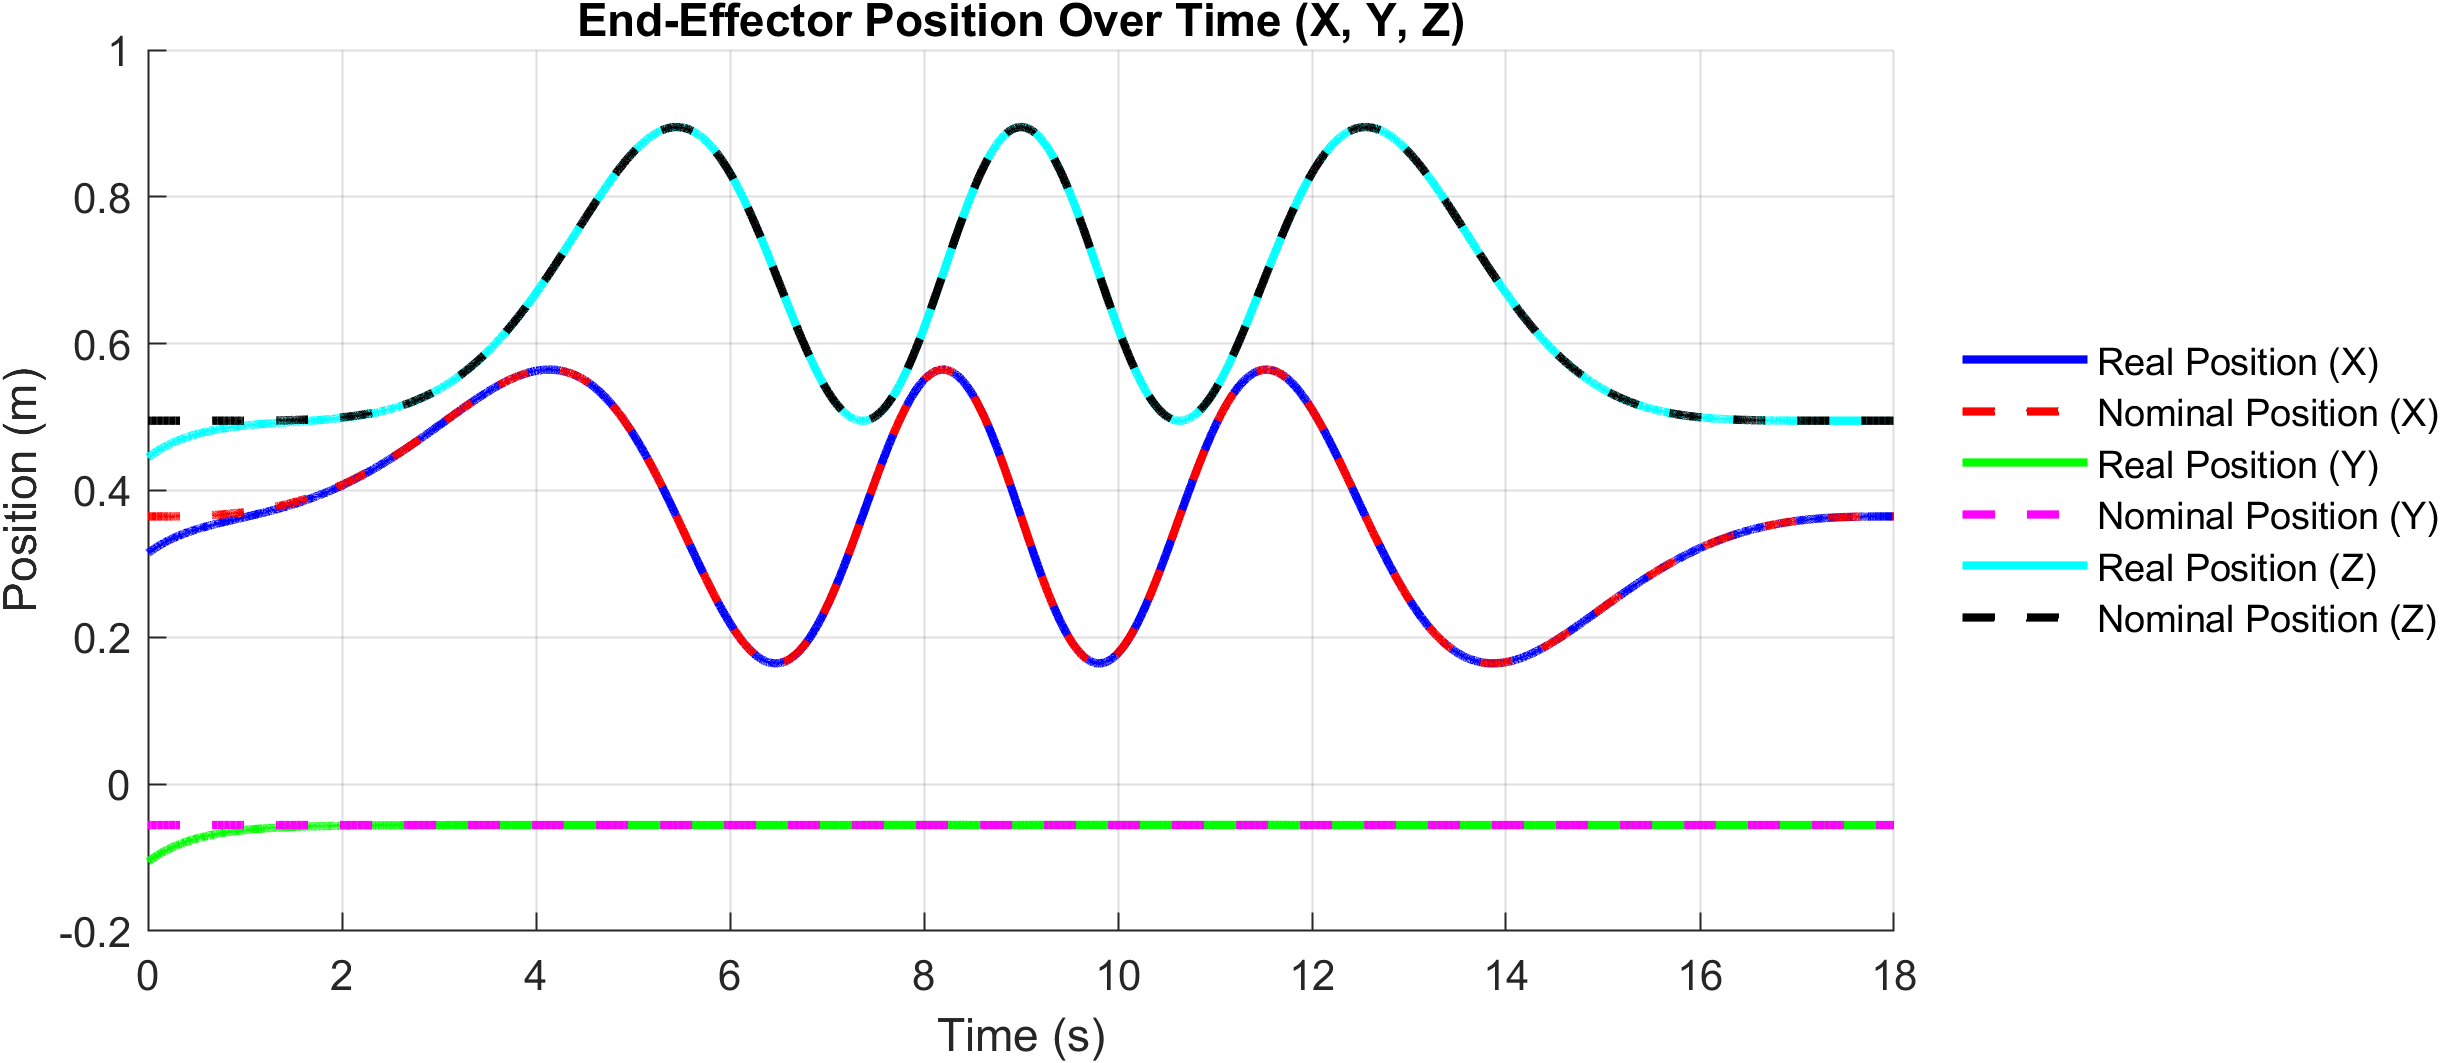 End-Effector Position Over Time (X, Y, Z)
1
0.8
0.6
0.4
0.2
0
-0.2
Position (m)
0 2 4 6 8 10 12 14 16 18
Time (s)
Real Position (X)
Nominal Position (X)
Real Position (Y)
Nominal Position (Y)
Real Position (Z)
Nominal Position (Z)